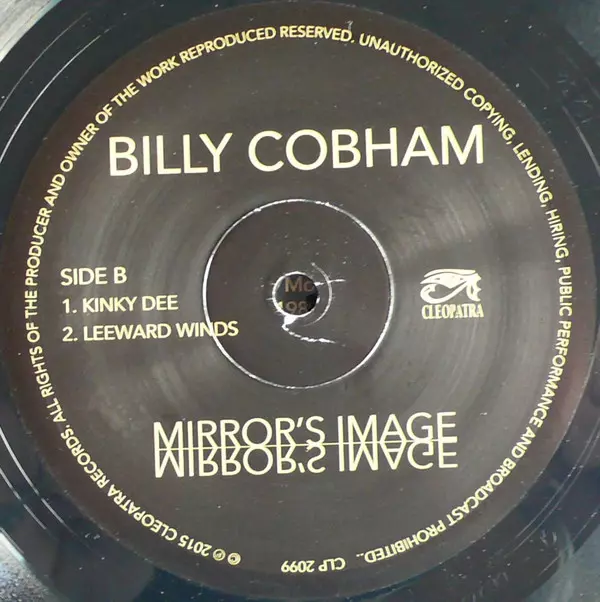 BILLY COBHAM
SIDE B
1. KINKY DEE
2. LEEWARD WINDS
CLEOPATRA
MIRROR'S IMAGE
MIRROR'S IMAGE
℗ © 2015 CLEOPATRA RECORDS. ALL RIGHTS OF THE PRODUCER AND OWNER OF THE WORK REPRODUCED RESERVED. UNAUTHORIZED COPYING, LENDING, HIRING, PUBLIC PERFORMANCE AND BROADCAST PROHIBITED..
CLP 2099